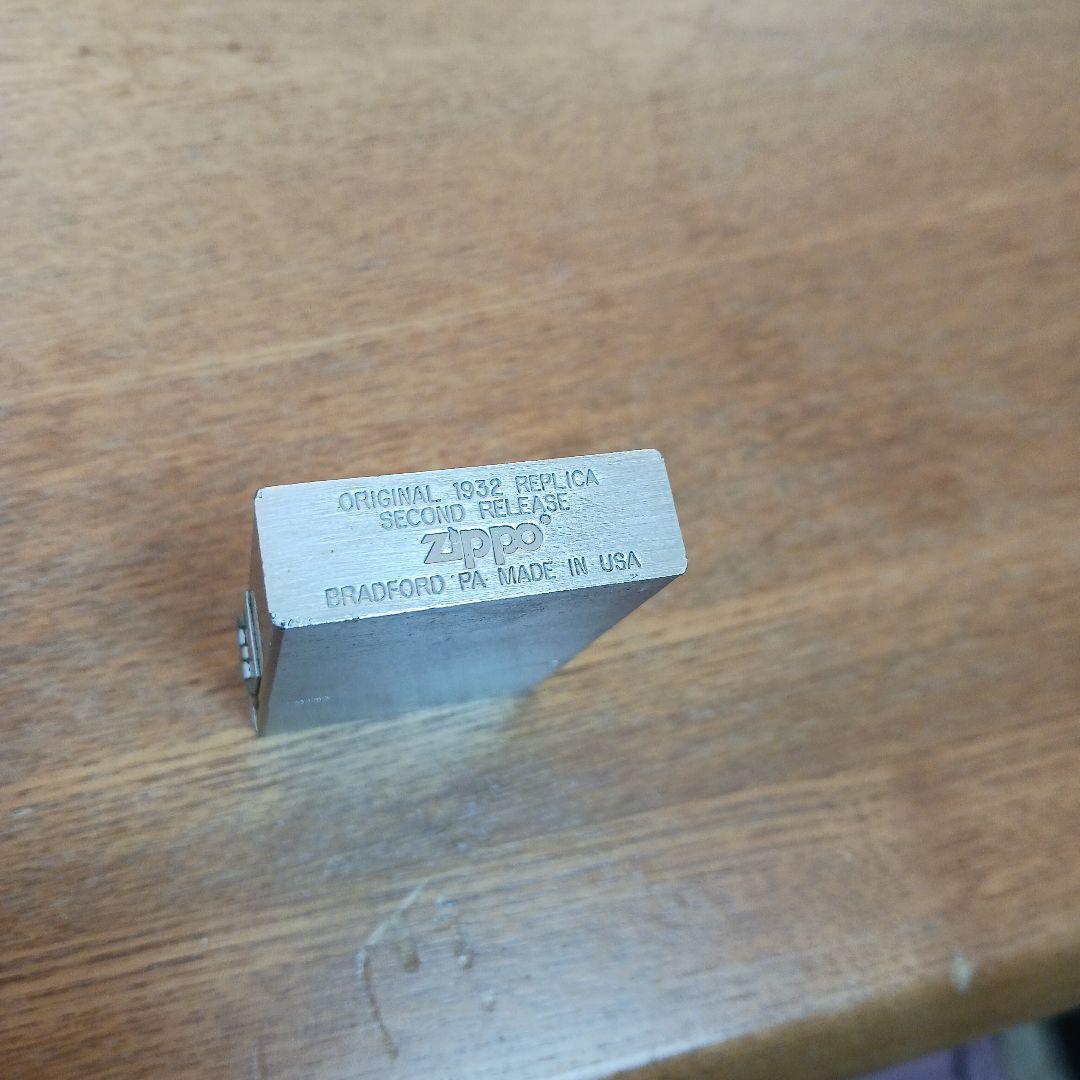 ORIGINAL 1932 REPLICA
SECOND RELEASE
zippo®
BRADFORD PA MADE IN USA